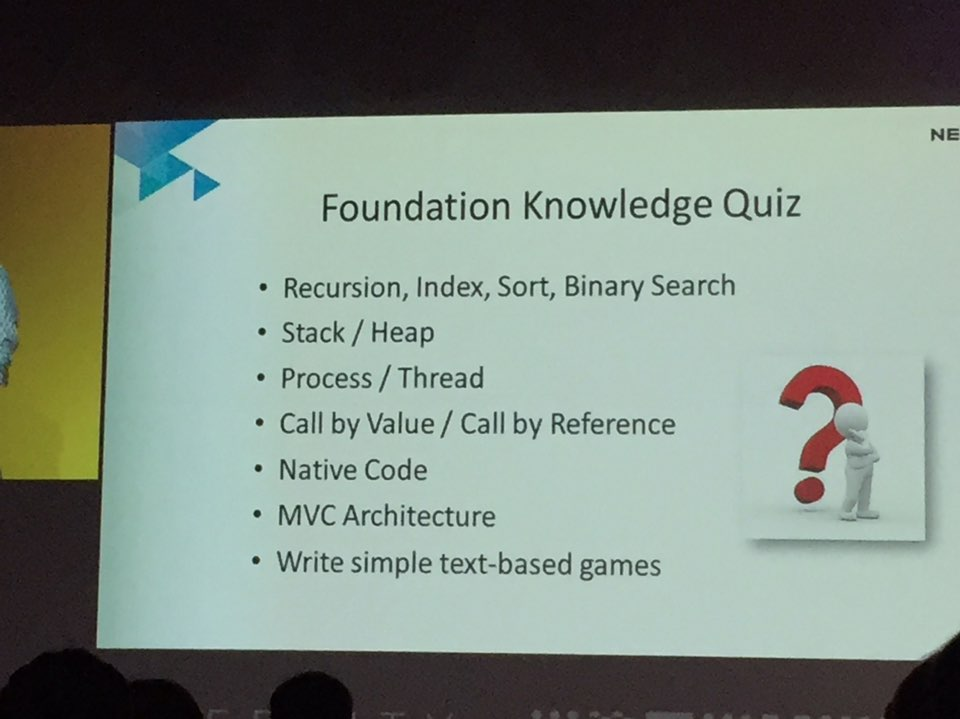 NE
Foundation Knowledge Quiz
• Recursion, Index, Sort, Binary Search
• Stack / Heap
• Process / Thread
• Call by Value / Call by Reference
• Native Code
• MVC Architecture
• Write simple text-based games